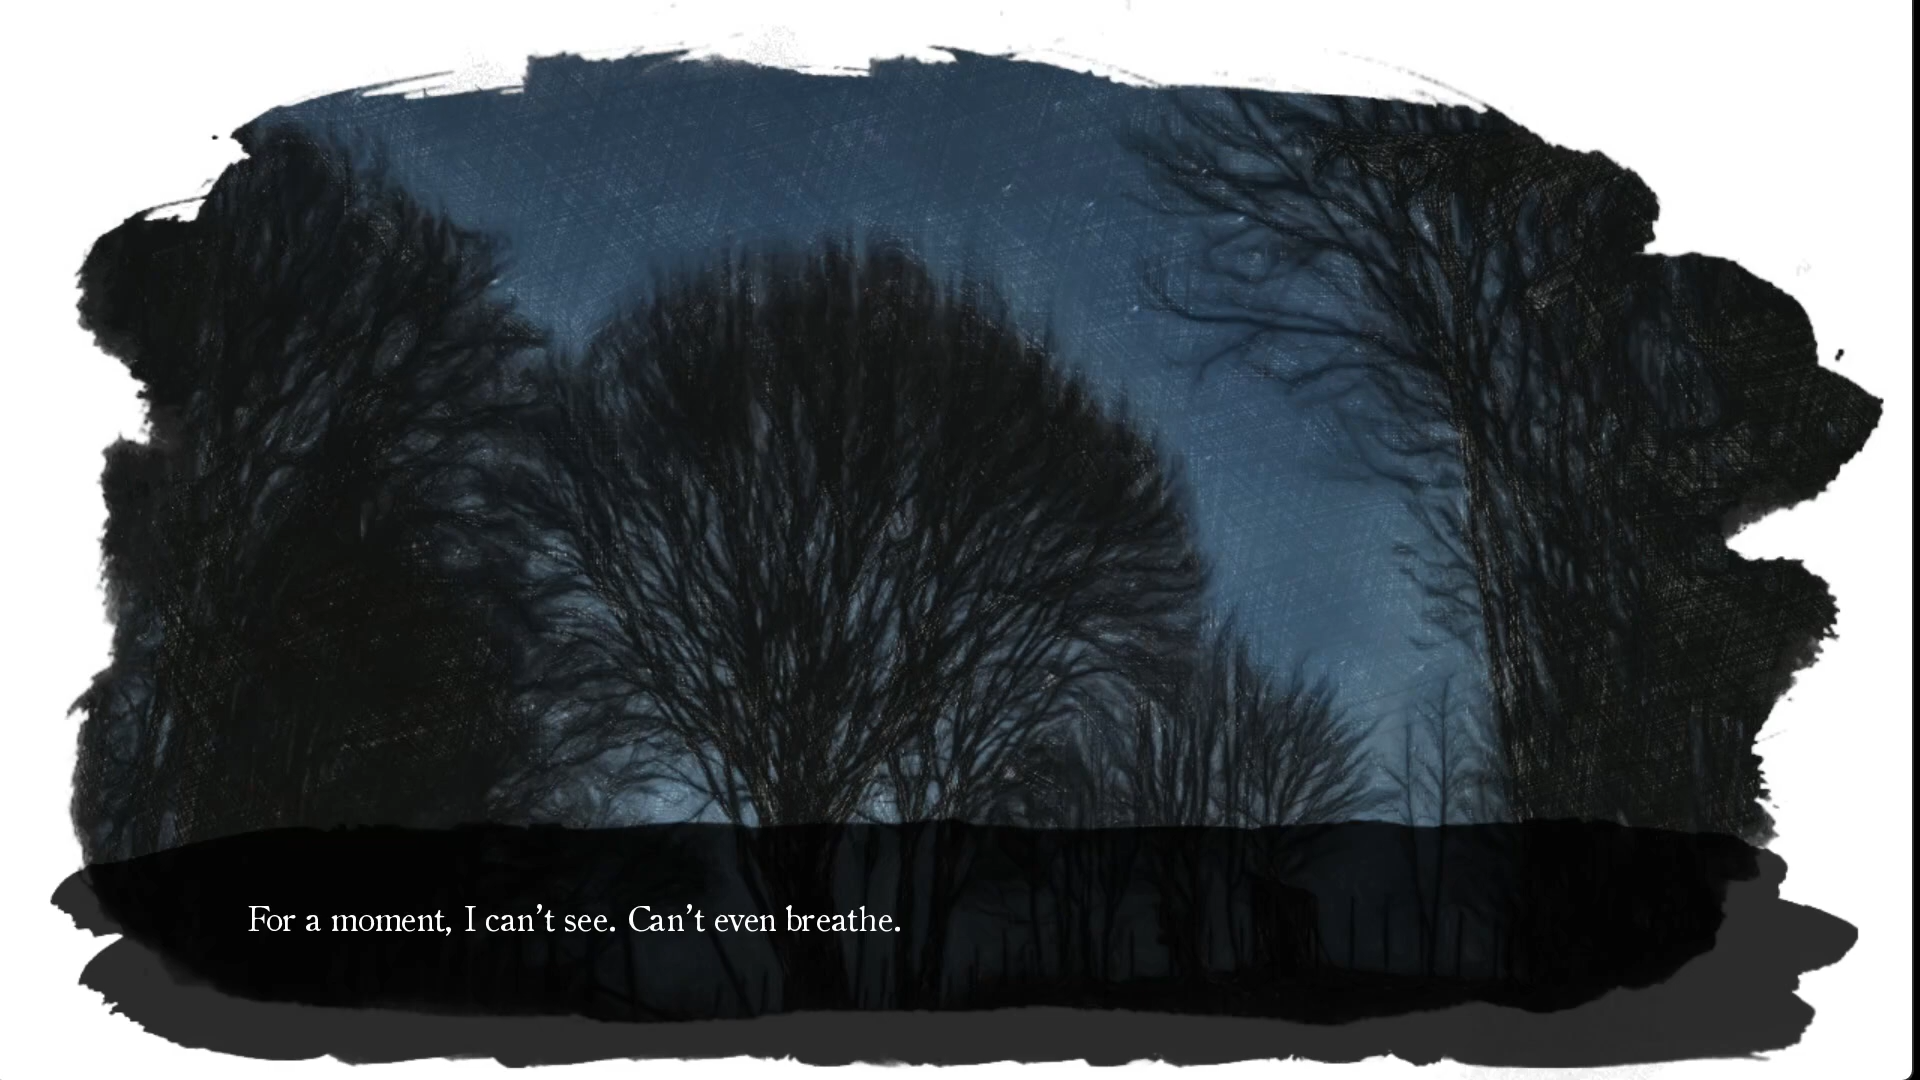 For a moment, I can’t see. Can’t even breathe.